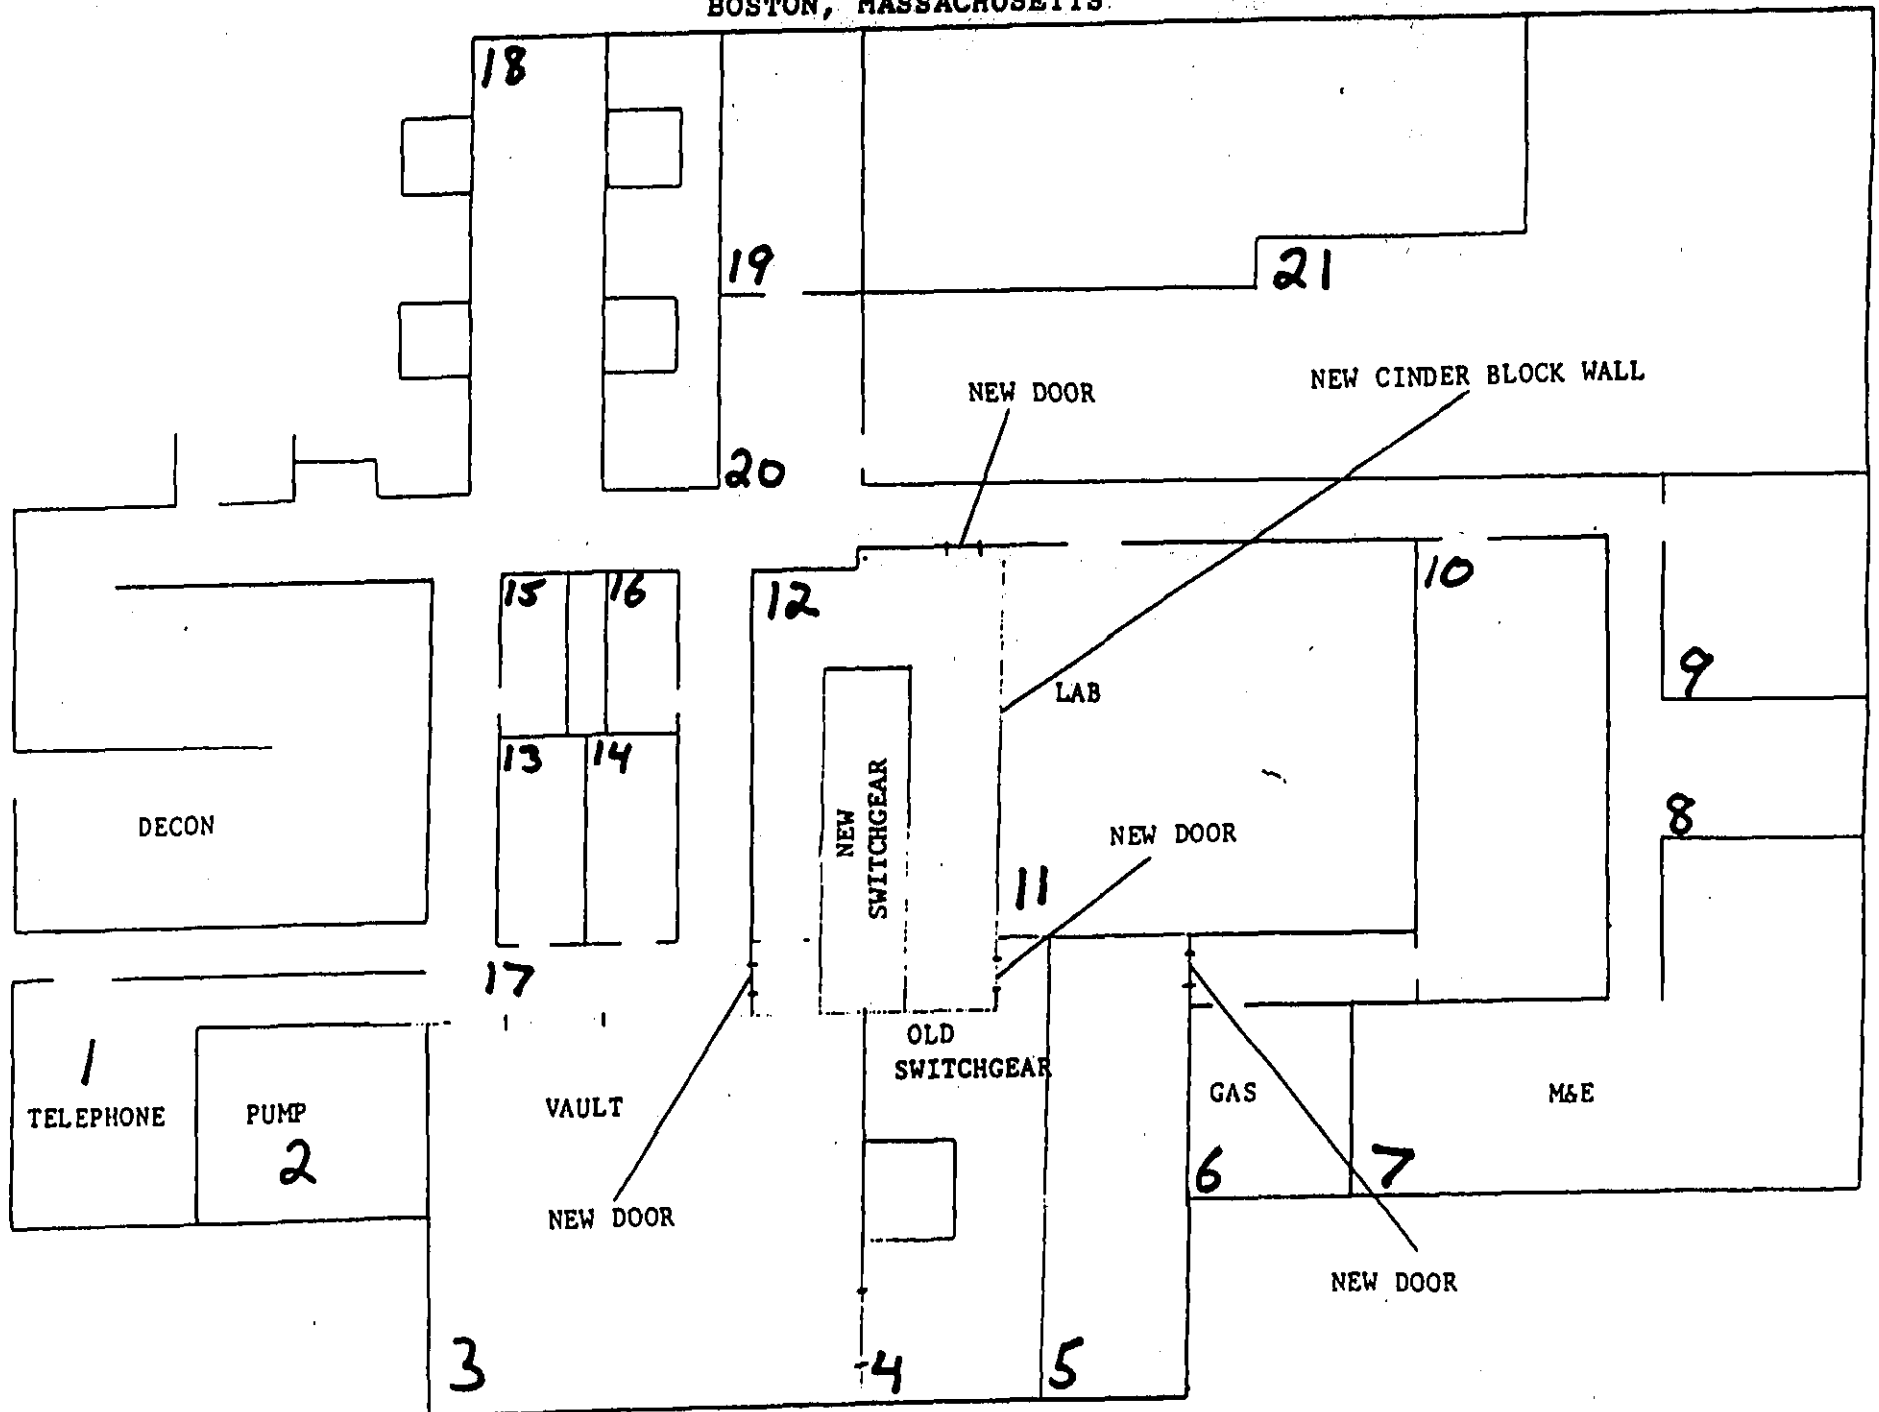 BOSTON, MASSACHUSETTS
18
19
21
NEW DOOR
NEW CINDER BLOCK WALL
20
15
16
12
10
9
LAB
13
14
NEW
SWITCHGEAR
DECON
8
NEW DOOR
11
17
OLD
SWITCHGEAR
1
TELEPHONE
PUMP
2
VAULT
GAS
M&E
6
7
NEW DOOR
NEW DOOR
3
4
5